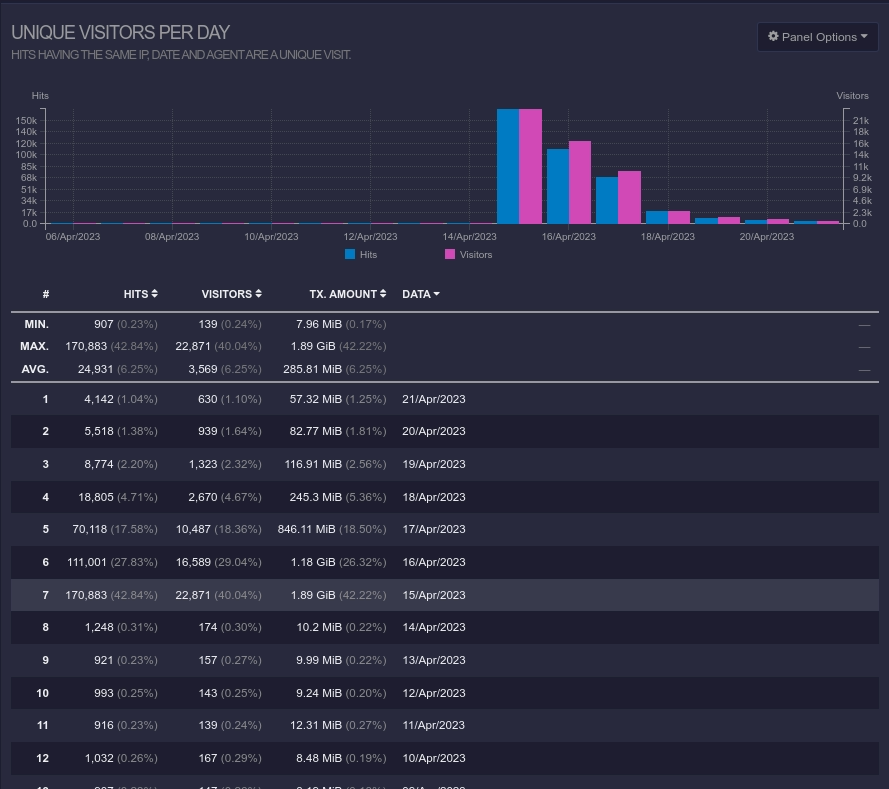 UNIQUE VISITORS PER DAY
HITS HAVING THE SAME IP, DATE AND AGENT ARE A UNIQUE VISIT.
Panel Options
Hits Visitors
150k 21k
140k 18k
120k 16k
100k 14k
85k 11k
68k 9.2k
51k 6.9k
34k 4.6k
17k 2.3k
0.0 0.0
06/Apr/2023 08/Apr/2023 10/Apr/2023 12/Apr/2023 14/Apr/2023 16/Apr/2023 18/Apr/2023 20/Apr/2023
Hits Visitors
# HITS VISITORS TX. AMOUNT DATA
MIN. 907 (0.23%) 139 (0.24%) 7.96 MiB (0.17%) —
MAX. 170,883 (42.84%) 22,871 (40.04%) 1.89 GiB (42.22%) —
AVG. 24,931 (6.25%) 3,569 (6.25%) 285.81 MiB (6.25%) —
1 4,142 (1.04%) 630 (1.10%) 57.32 MiB (1.25%) 21/Apr/2023
2 5,518 (1.38%) 939 (1.64%) 82.77 MiB (1.81%) 20/Apr/2023
3 8,774 (2.20%) 1,323 (2.32%) 116.91 MiB (2.56%) 19/Apr/2023
4 18,805 (4.71%) 2,670 (4.67%) 245.3 MiB (5.36%) 18/Apr/2023
5 70,118 (17.58%) 10,487 (18.36%) 846.11 MiB (18.50%) 17/Apr/2023
6 111,001 (27.83%) 16,589 (29.04%) 1.18 GiB (26.32%) 16/Apr/2023
7 170,883 (42.84%) 22,871 (40.04%) 1.89 GiB (42.22%) 15/Apr/2023
8 1,248 (0.31%) 174 (0.30%) 10.2 MiB (0.22%) 14/Apr/2023
9 921 (0.23%) 157 (0.27%) 9.99 MiB (0.22%) 13/Apr/2023
10 993 (0.25%) 143 (0.25%) 9.24 MiB (0.20%) 12/Apr/2023
11 916 (0.23%) 139 (0.24%) 12.31 MiB (0.27%) 11/Apr/2023
12 1,032 (0.26%) 167 (0.29%) 8.48 MiB (0.19%) 10/Apr/2023